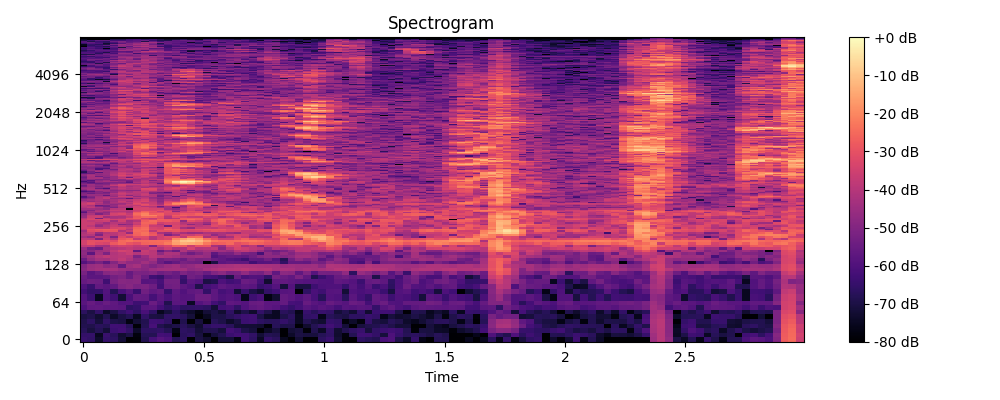 Spectrogram
Hz
4096
2048
1024
512
256
128
64
0
0
0.5
1
1.5
2
2.5
Time
+0 dB
-10 dB
-20 dB
-30 dB
-40 dB
-50 dB
-60 dB
-70 dB
-80 dB